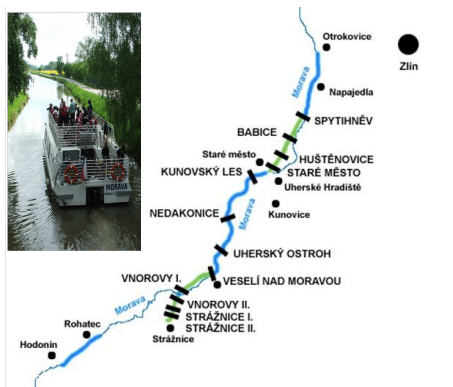 Otrokovice
Zlín
Morava
Napajedla
SPYTIHNĚV
BABICE
Staré město
HUŠTĚNOVICE
KUNOVSKÝ LES
STARÉ MĚSTO
Uherské Hradiště
NEDAKONICE
Kunovice
Morava
UHERSKÝ OSTROH
VNOROVY I.
VESELÍ NAD MORAVOU
Morava
VNOROVY II.
STRÁŽNICE I.
Rohatec
STRÁŽNICE II.
Strážnice
Hodonín
MORAVA